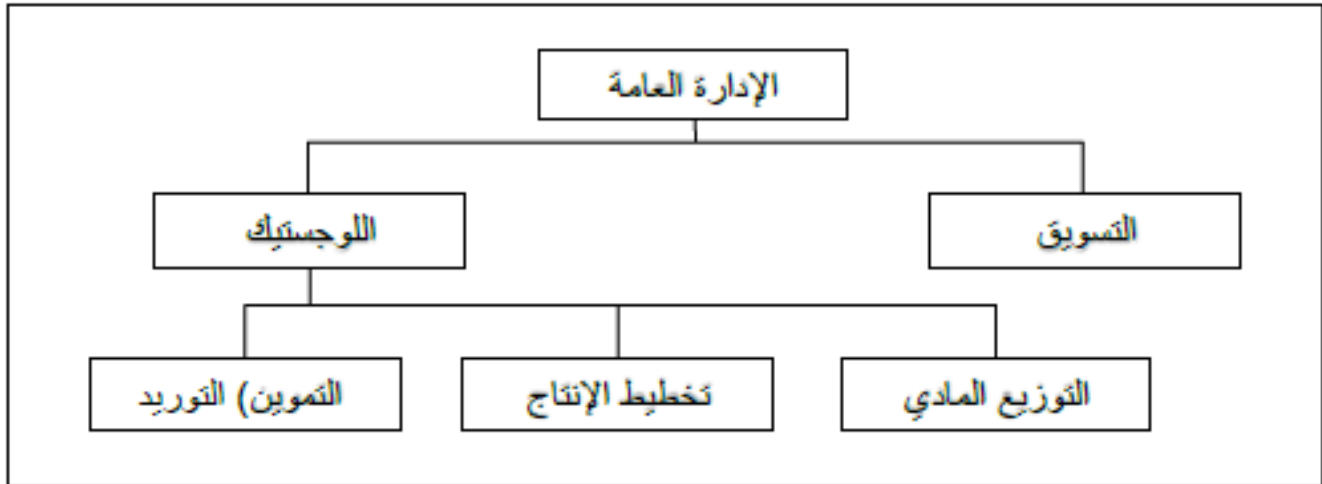 الإدارة العامة
التسويق
اللوجستيك
التوزيع المادي
تخطيط الإنتاج
التموين) التوريد